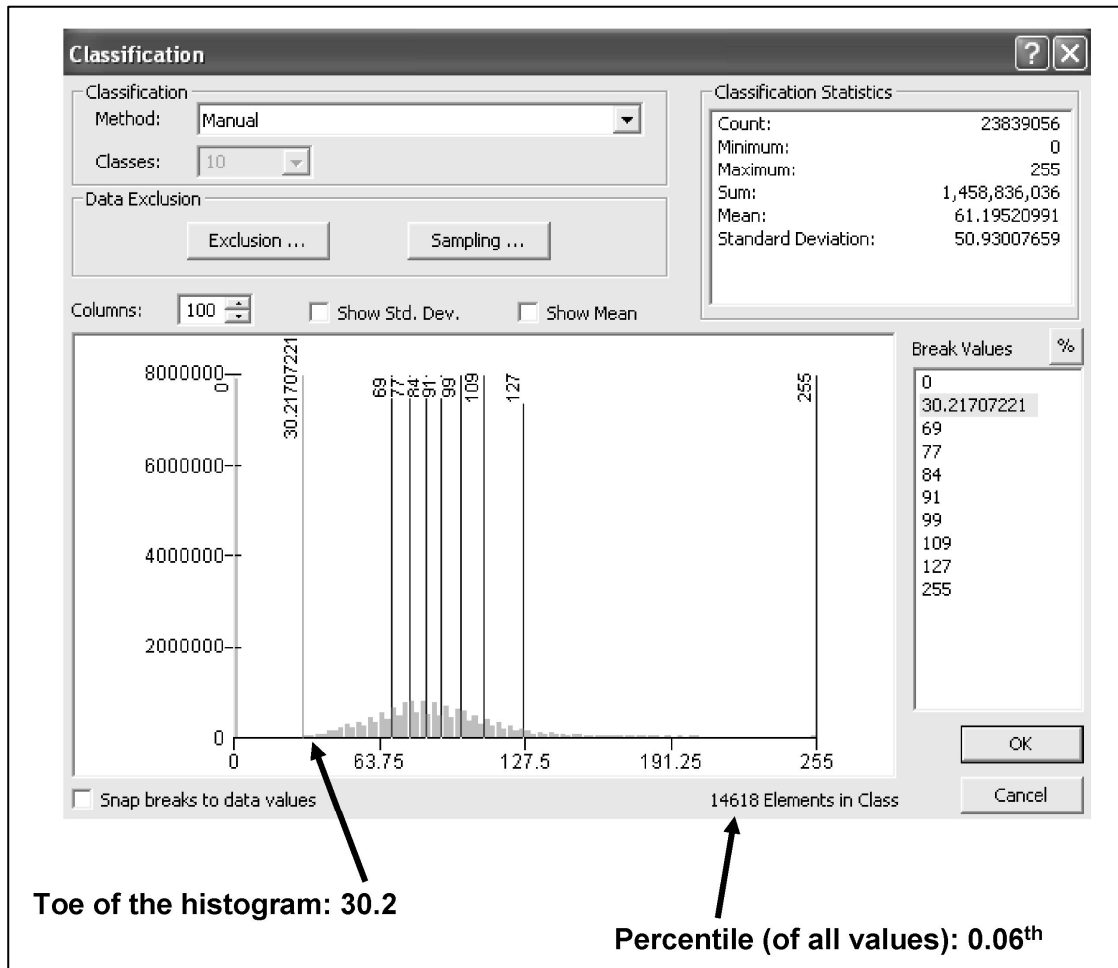 Classification
Classification
Method: Manual
Classes: 10
Data Exclusion
Exclusion ...
Sampling ...
Classification Statistics
Count: 23839056
Minimum: 0
Maximum: 255
Sum: 1,458,836,036
Mean: 61.19520991
Standard Deviation: 50.93007659
Columns: 100
Show Std. Dev.
Show Mean
Break Values %
0
30.21707221
69
77
84
91
99
109
127
255
8000000
6000000
4000000
2000000
0
0
30.21707221
69
77
84
91
99
109
127
255
0 63.75 127.5 191.25 255
Snap breaks to data values
14618 Elements in Class
OK
Cancel
Toe of the histogram: 30.2
Percentile (of all values): 0.06th